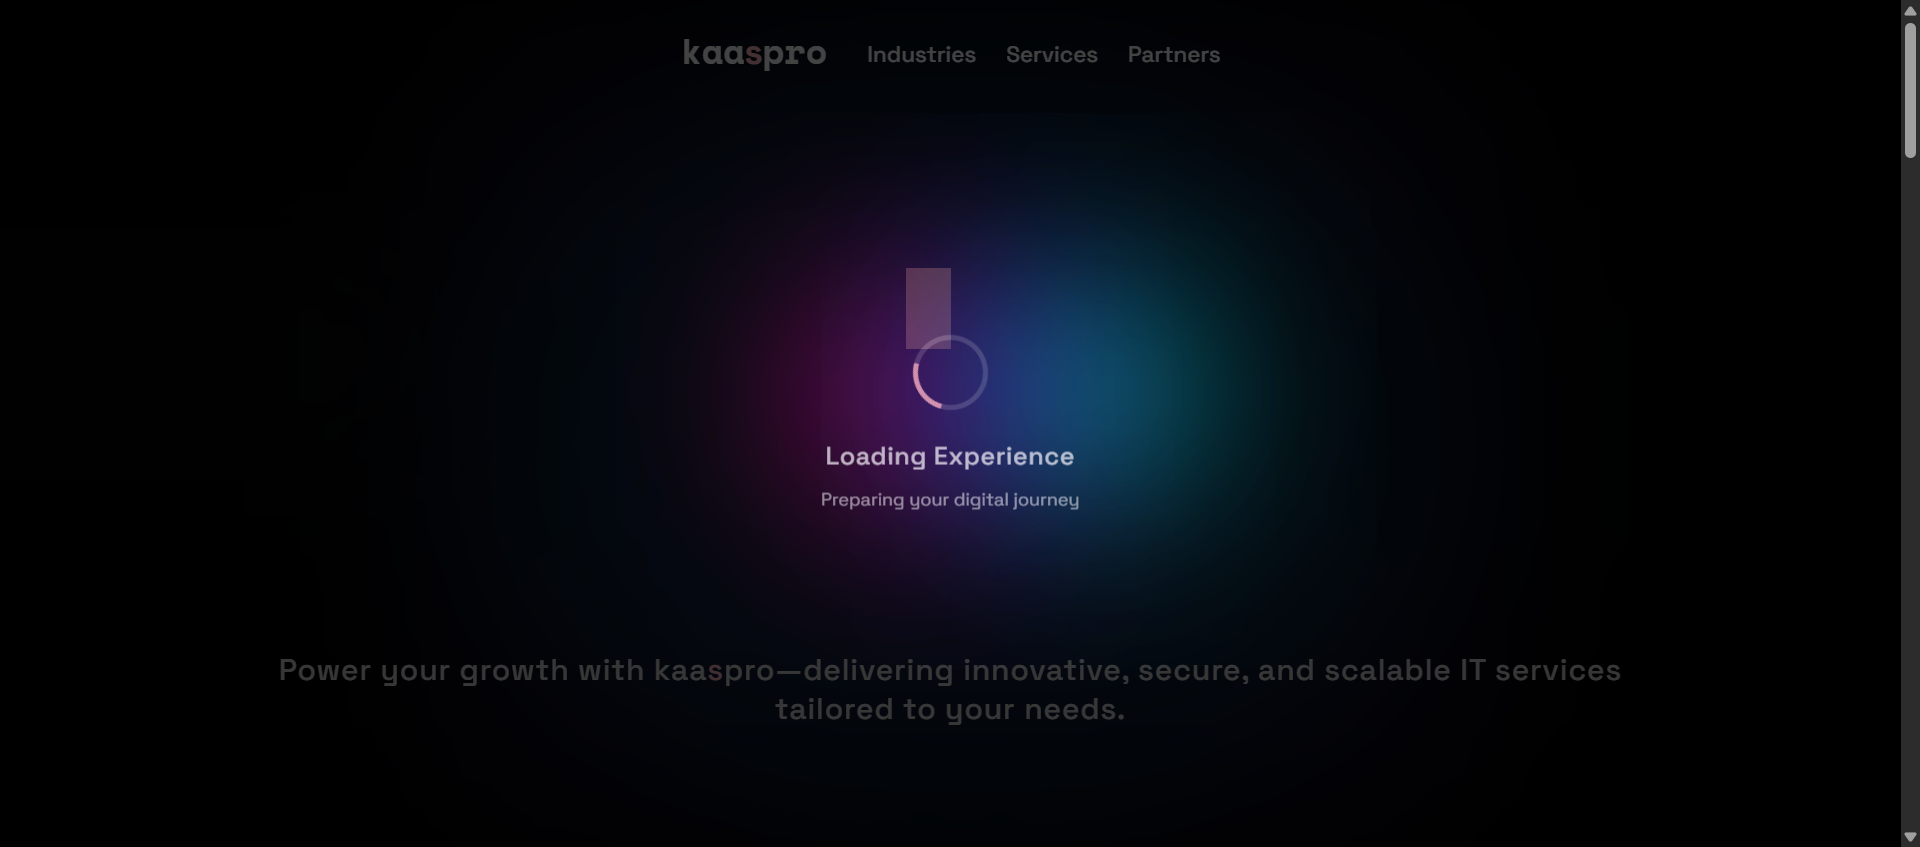 kaaspro Industries Services Partners
Loading Experience
Preparing your digital journey
Power your growth with kaaspro—delivering innovative, secure, and scalable IT services
tailored to your needs.